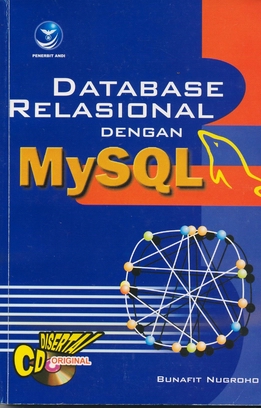 PENERBIT ANDI
DATABASE
RELASIONAL
DENGAN
MySQL
DISERTAI
CD ORIGINAL
BUNAFIT NUGROHO